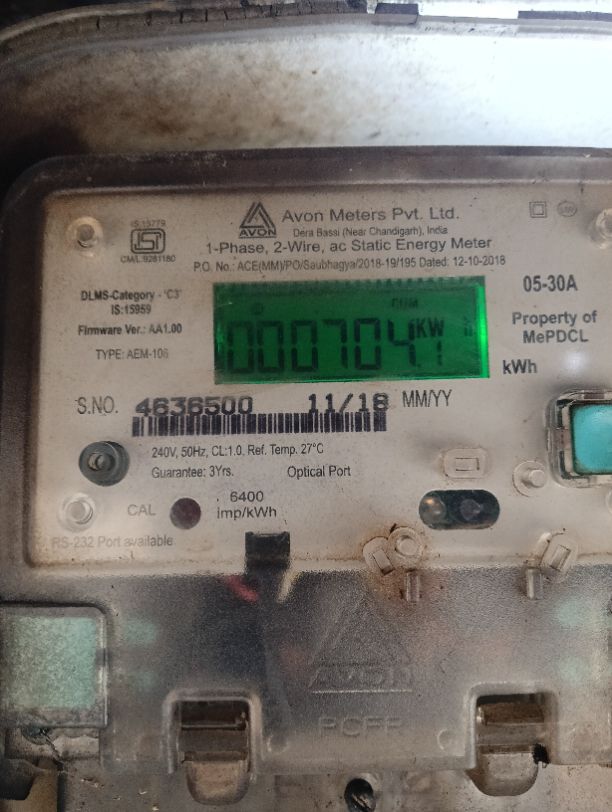 IS:15779
ISI
CM/L:9281180
AVON
Avon Meters Pvt. Ltd.
Dera Bassi (Near Chandigarh), India
1-Phase, 2-Wire, ac Static Energy Meter
P.O. No.: ACE(MM)/PO/Saubhagya/2018-19/195 Dated: 12-10-2018
DLMS-Category - 'C3'
IS:15959
Firmware Ver.: AA1.00
TYPE: AEM-106
CUM
000704.1 KW h
kWh
05-30A
Property of
MePDCL
S.NO. 4636500 11/18 MM/YY
240V, 50Hz, CL:1.0, Ref. Temp. 27°C
Guarantee: 3Yrs. Optical Port
CAL 6400
imp/kWh
RS-232 Port available
AVON